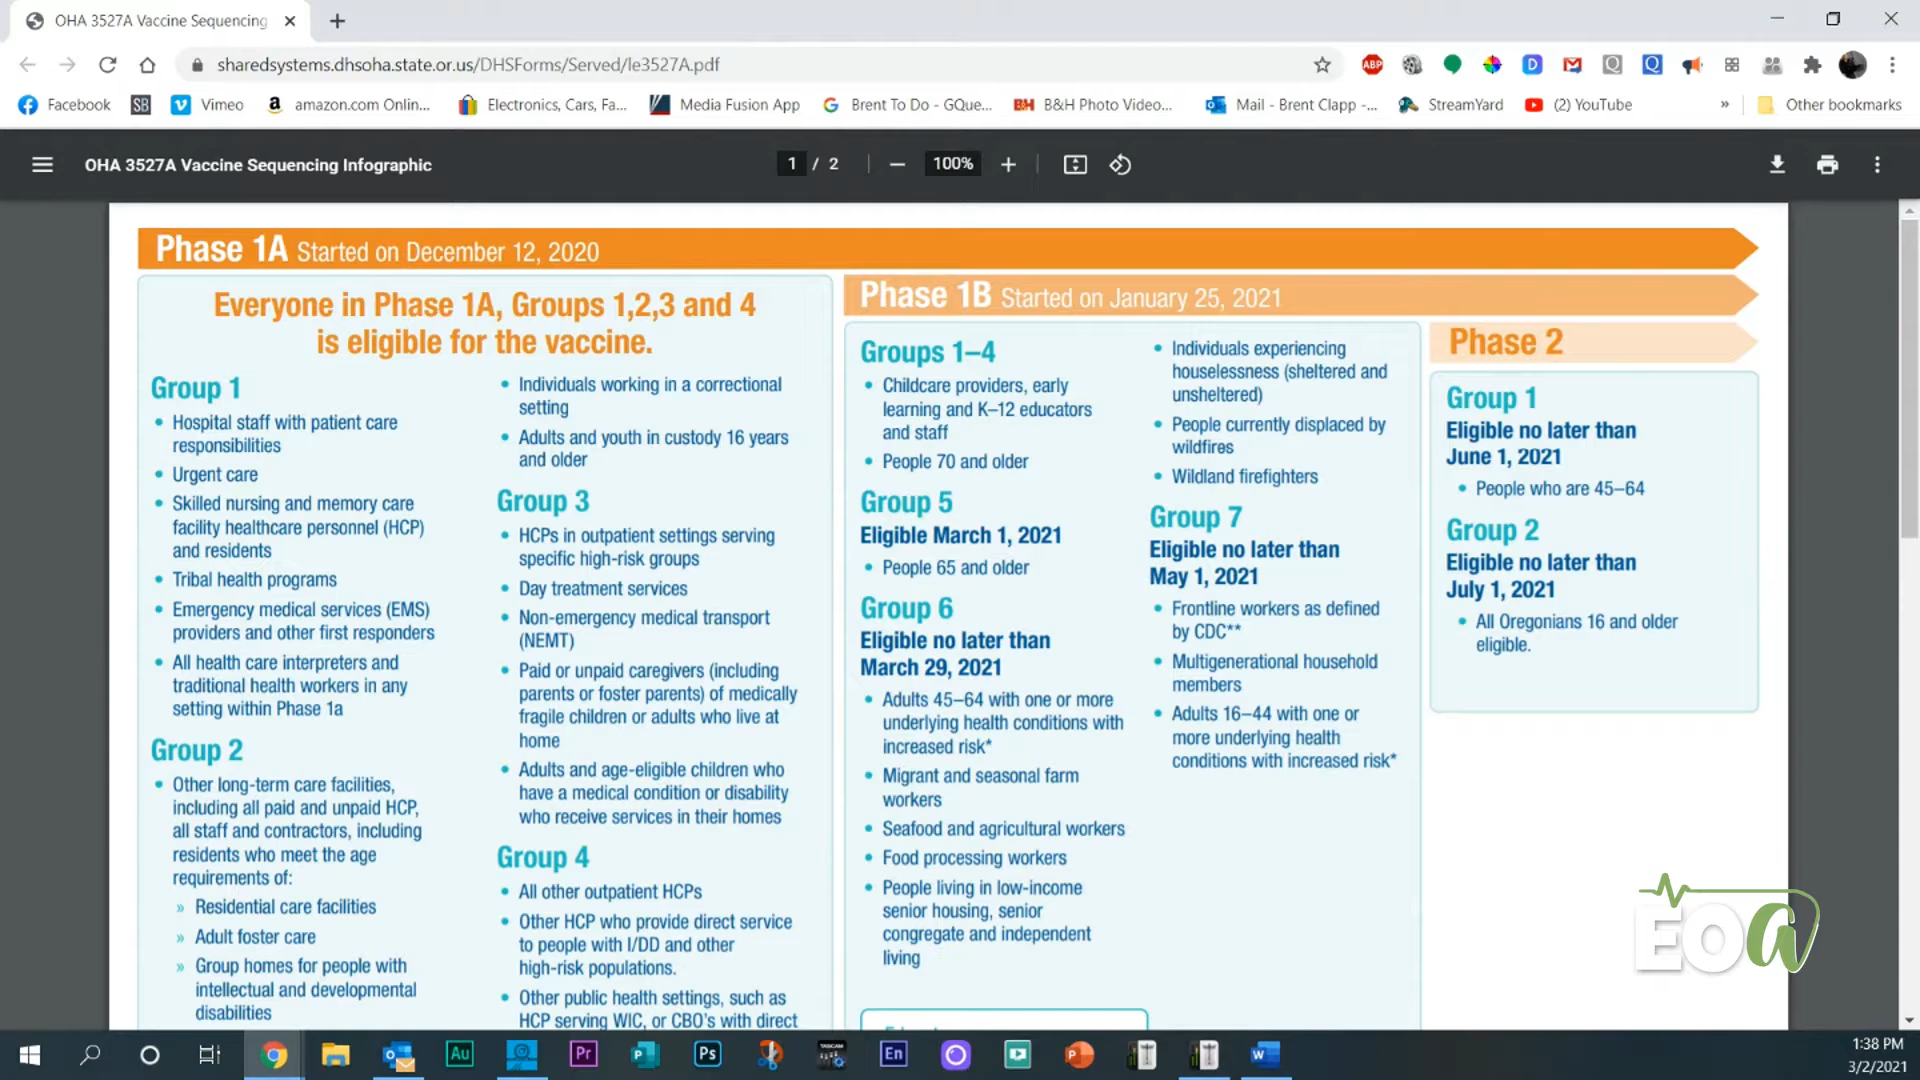 OHA 3527A Vaccine Sequencing
sharedsystems.dhsoha.state.or.us/DHSForms/Served/le3527A.pdf
ABP
Facebook
SB
Vimeo
amazon.com Onlin...
Electronics, Cars, Fa...
Media Fusion App
Brent To Do - GQue...
B&H Photo Video...
Mail - Brent Clapp -...
StreamYard
(2) YouTube
»
Other bookmarks
OHA 3527A Vaccine Sequencing Infographic
1 / 2
100%
Phase 1A Started on December 12, 2020
Everyone in Phase 1A, Groups 1,2,3 and 4
is eligible for the vaccine.
Group 1
• Hospital staff with patient care
responsibilities
• Urgent care
• Skilled nursing and memory care
facility healthcare personnel (HCP)
and residents
• Tribal health programs
• Emergency medical services (EMS)
providers and other first responders
• All health care interpreters and
traditional health workers in any
setting within Phase 1a
Group 2
• Other long-term care facilities,
including all paid and unpaid HCP,
all staff and contractors, including
residents who meet the age
requirements of:
» Residential care facilities
» Adult foster care
» Group homes for people with
intellectual and developmental
disabilities
• Individuals working in a correctional
setting
• Adults and youth in custody 16 years
and older
Group 3
• HCPs in outpatient settings serving
specific high-risk groups
• Day treatment services
• Non-emergency medical transport
(NEMT)
• Paid or unpaid caregivers (including
parents or foster parents) of medically
fragile children or adults who live at
home
• Adults and age-eligible children who
have a medical condition or disability
who receive services in their homes
Group 4
• All other outpatient HCPs
• Other HCP who provide direct service
to people with I/DD and other
high-risk populations.
• Other public health settings, such as
HCP serving WIC, or CBO's with direct
Phase 1B Started on January 25, 2021
Groups 1–4
• Childcare providers, early
learning and K–12 educators
and staff
• People 70 and older
Group 5
Eligible March 1, 2021
• People 65 and older
Group 6
Eligible no later than
March 29, 2021
• Adults 45–64 with one or more
underlying health conditions with
increased risk*
• Migrant and seasonal farm
workers
• Seafood and agricultural workers
• Food processing workers
• People living in low-income
senior housing, senior
congregate and independent
living
• Individuals experiencing
houselessness (sheltered and
unsheltered)
• People currently displaced by
wildfires
• Wildland firefighters
Group 7
Eligible no later than
May 1, 2021
• Frontline workers as defined
by CDC**
• Multigenerational household
members
• Adults 16–44 with one or
more underlying health
conditions with increased risk*
Phase 2
Group 1
Eligible no later than
June 1, 2021
• People who are 45–64
Group 2
Eligible no later than
July 1, 2021
• All Oregonians 16 and older
eligible.
EOa
Au
Pr
Ps
TASCAM
En
1:38 PM
3/2/2021